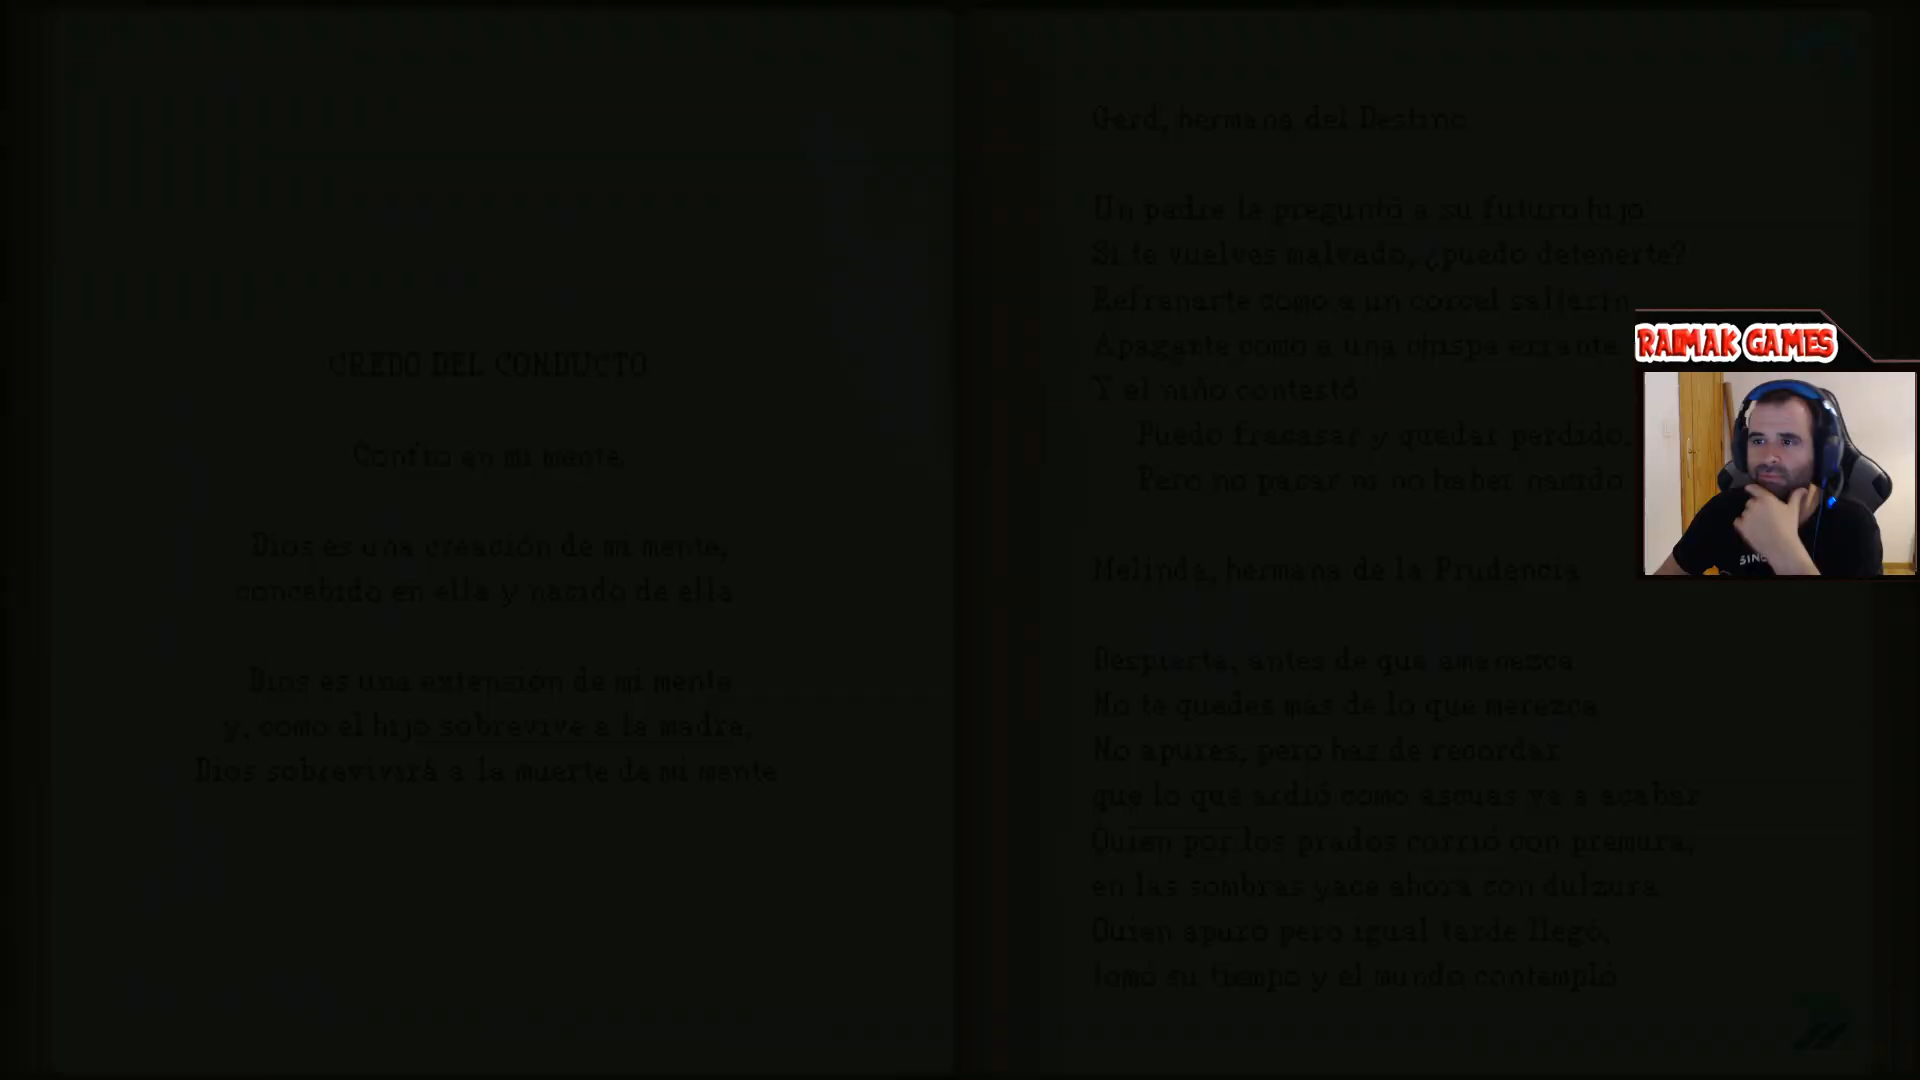 CREDO DEL CONDUCTO
Confío en mi mente
Dios es una creación de mi mente,
concebido en ella y nacido de ella
Dios es una extensión de mi mente
y, como el hijo sobrevive a la madre,
Dios sobrevivirá a la muerte de mi mente
Gerd, hermana del Destino
Un padre le preguntó a su futuro hijo
Si te vuelves malvado, ¿puedo detenerte?
Refrenarte como a un corcel saltarín
Apagarte como a una chispa errante
Y el niño contestó
Puedo fracasar y quedar perdido,
Pero no parar ni no haber nacido
Melinda, hermana de la Prudencia
Despierta, antes de que amanezca
No te quedes más de lo que merezca
No apures, pero haz de recordar
que lo que ardió como ascuas va a acabar
Quien por los prados corrió con premura,
en las sombras yace ahora con dulzura
Quien apuró pero igual tarde llegó,
tomó su tiempo y el mundo contempló
RAIMAK GAMES